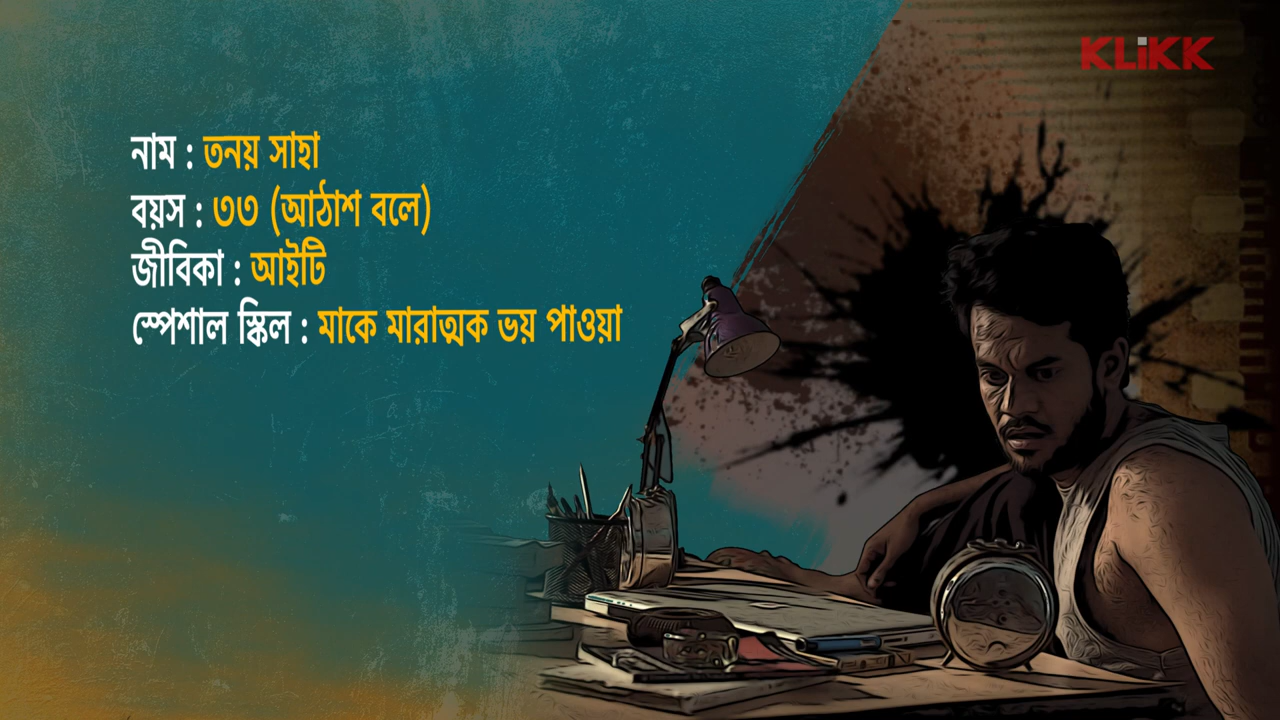 KLiKK
নাম : তনয় সাহা
বয়স : ৩৩ (আঠাশ বলে)
জীবিকা : আইটি
স্পেশাল স্কিল : মাকে মারাত্মক ভয় পাওয়া